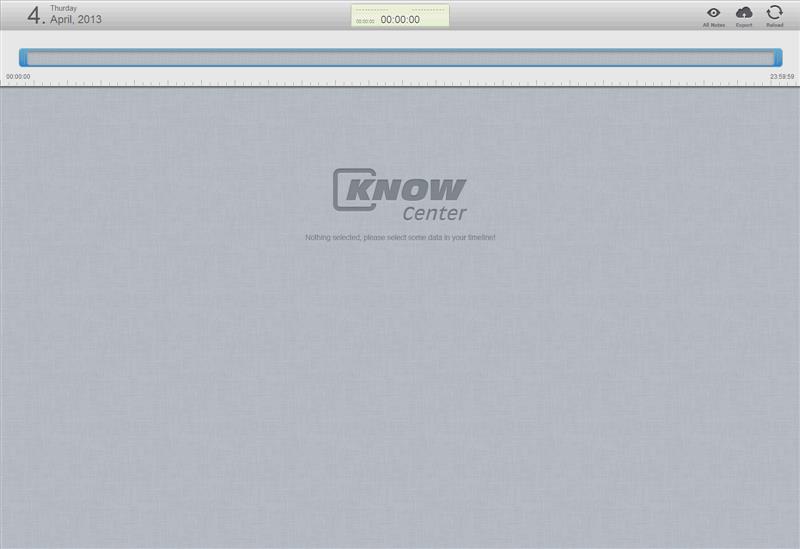 4.
Thurday
April, 2013
00:00:00
00:00:00
All Notes
Export
Reload
00:00:00
23:59:59
KNOW
Center
Nothing selected, please select some data in your timeline!